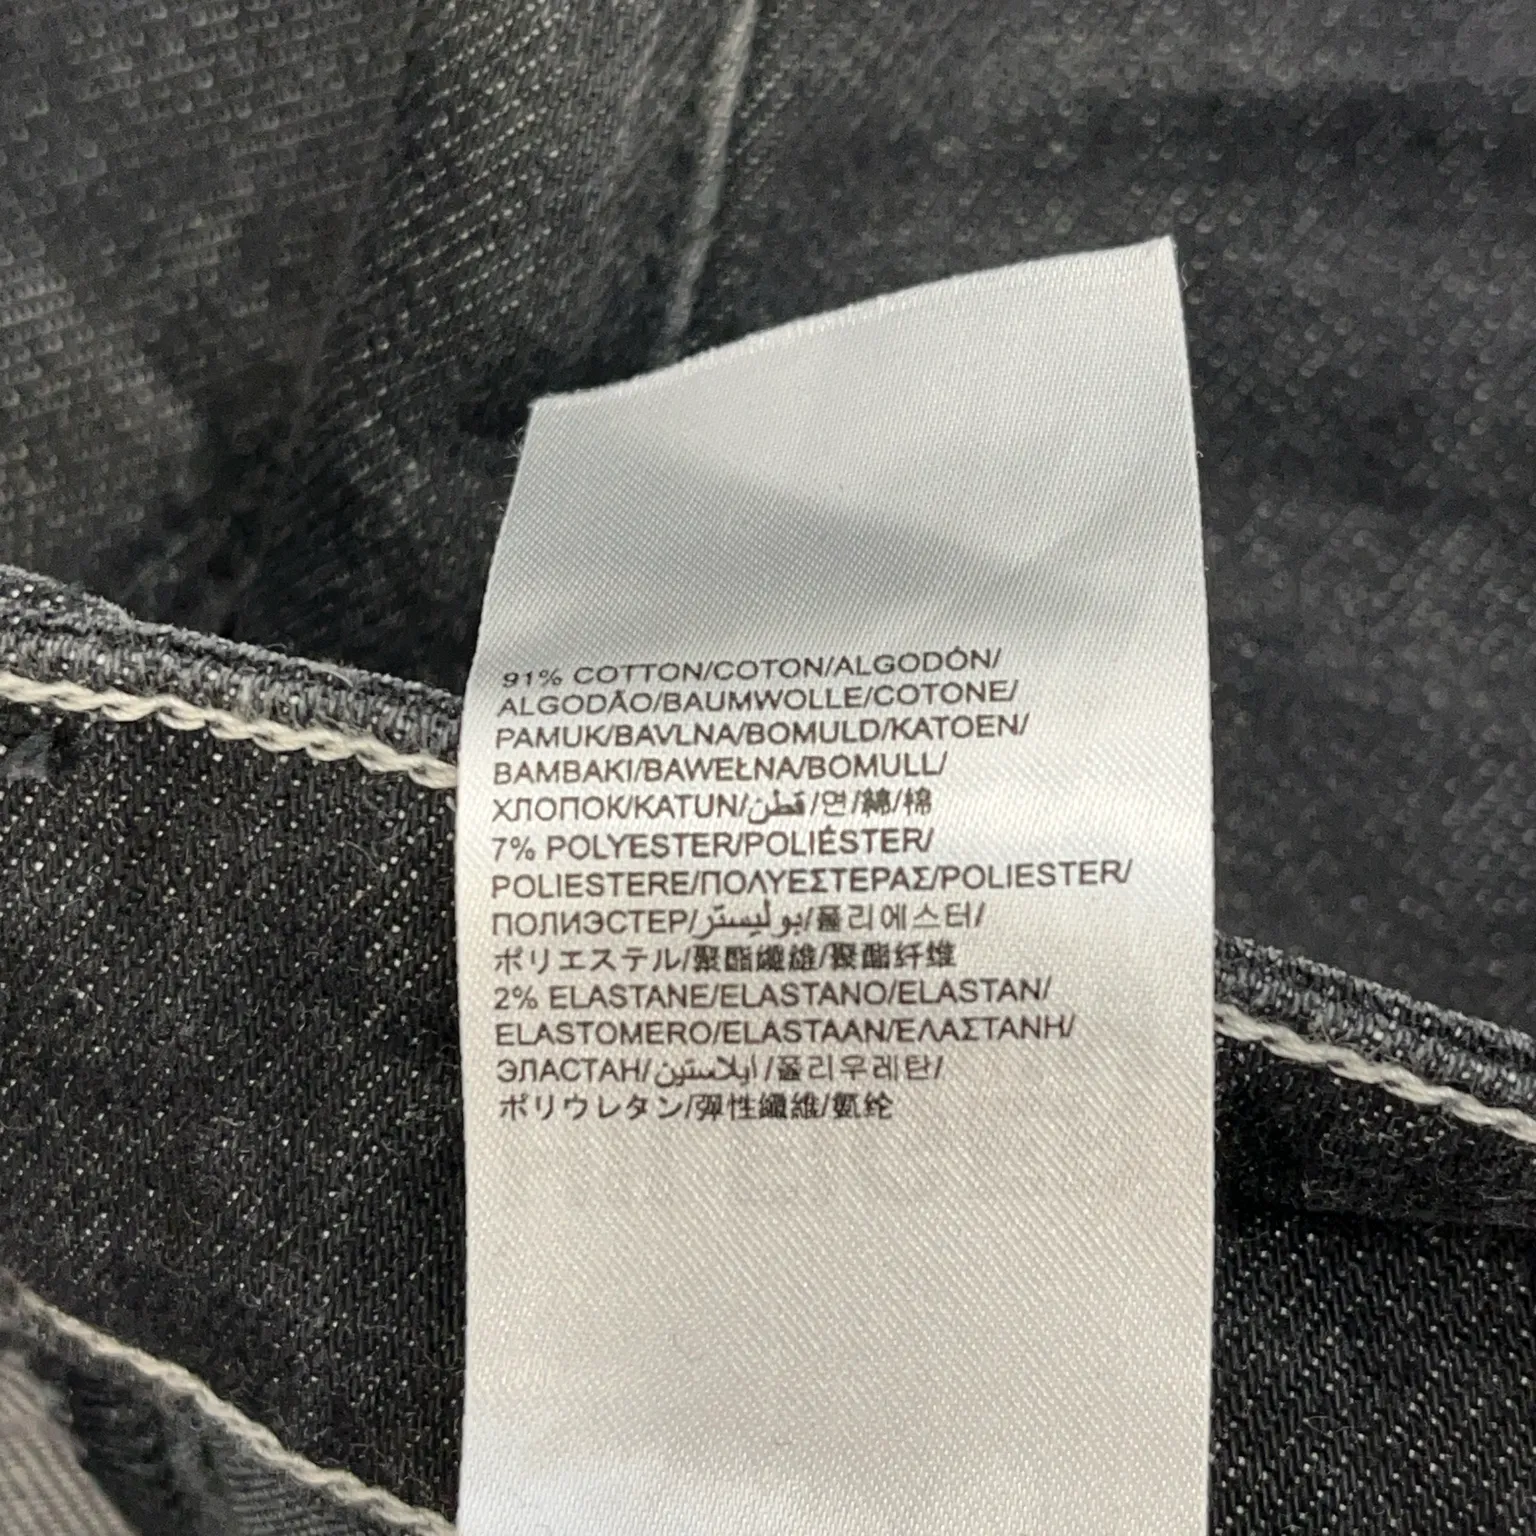 91% COTTON/COTON/ALGODÓN/
ALGODÃO/BAUMWOLLE/COTONE/
PAMUK/BAVLNA/BOMULD/KATOEN/
BAMBAKI/BAWEŁNA/BOMULL/
ХЛОПОК/KATUN/قطن/면/綿/棉
7% POLYESTER/POLIÉSTER/
POLIESTERE/ΠΟΛΥΕΣΤΕΡΑΣ/POLIESTER/
ПОЛИЭСТЕР/بوليستر/폴리에스터/
ポリエステル/聚酯纖維/聚酯纤维
2% ELASTANE/ELASTANO/ELASTAN/
ELASTOMERO/ELASTAAN/ΕΛΑΣΤΑΝΗ/
ЭЛАСТАН/ايلاستين/폴리우레탄/
ポリウレタン/彈性纖維/氨纶